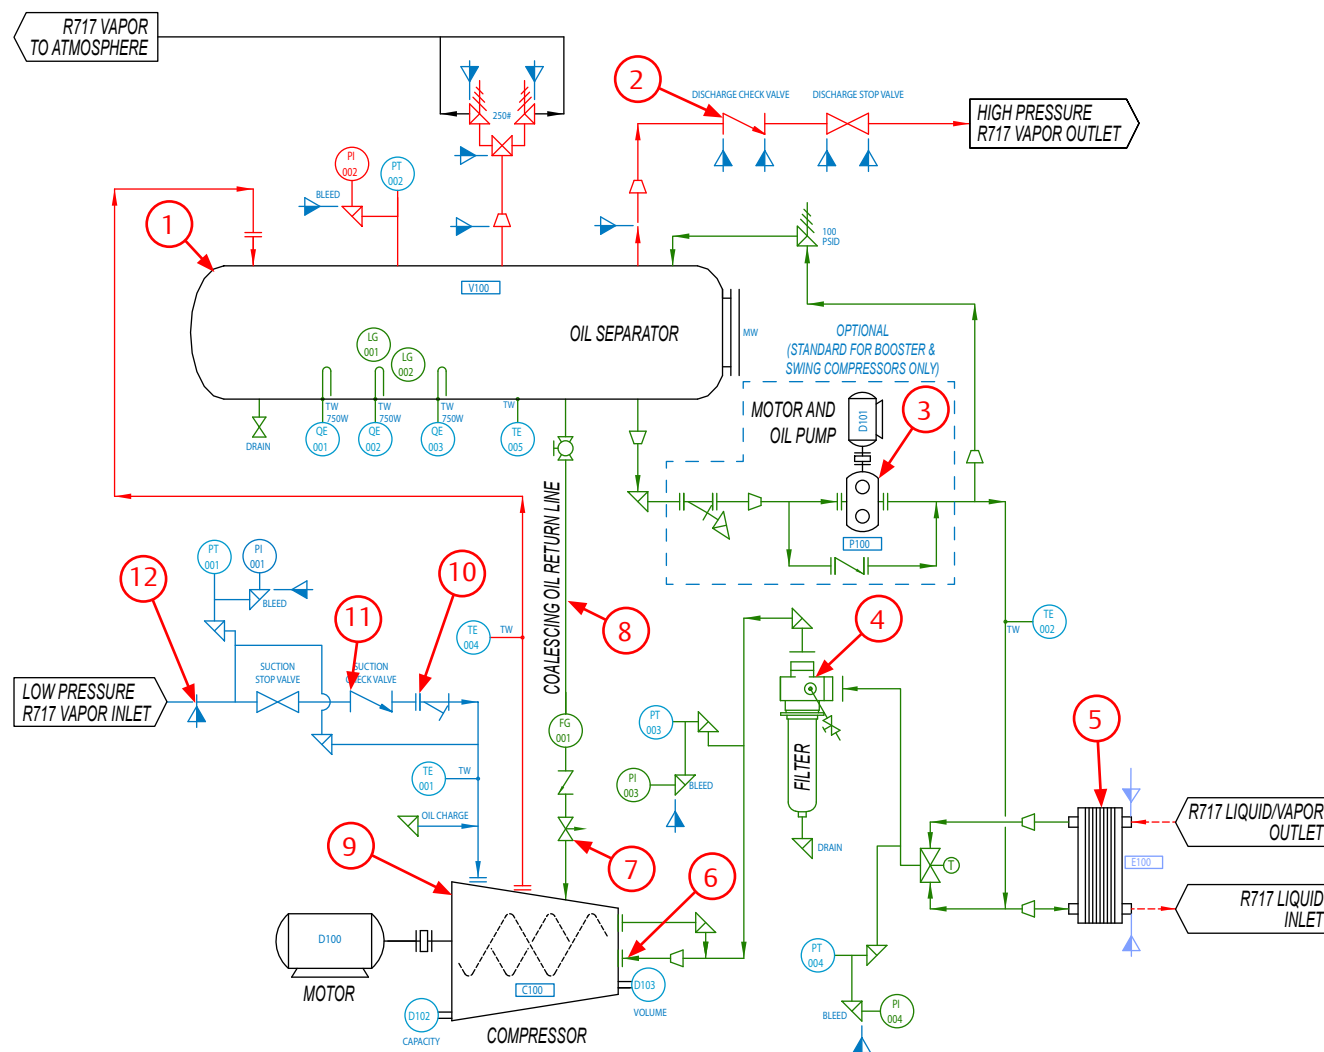 R717 VAPOR
TO ATMOSPHERE
250#
2
DISCHARGE CHECK VALVE
DISCHARGE STOP VALVE
HIGH PRESSURE
R717 VAPOR OUTLET
PI
002
PT
002
BLEED
1
100
PSID
V100
OIL SEPARATOR
MW
LG
001
LG
002
OPTIONAL
(STANDARD FOR BOOSTER &
SWING COMPRESSORS ONLY)
MOTOR AND
OIL PUMP
D101
3
DRAIN
TW
750W
TW
750W
TW
750W
TW
QE
001
QE
002
QE
003
TE
005
P100
COALESCING OIL RETURN LINE
PT
001
PI
001
BLEED
12
11
10
TE
004
TW
8
4
TE
002
TW
LOW PRESSURE
R717 VAPOR INLET
SUCTION
STOP VALVE
SUCTION
CHECK VALVE
FG
001
PT
003
PI
003
BLEED
FILTER
DRAIN
5
TE
001
TW
OIL CHARGE
R717 LIQUID/VAPOR
OUTLET
E100
T
R717 LIQUID
INLET
9
7
6
D100
MOTOR
C100
D103
VOLUME
D102
CAPACITY
COMPRESSOR
PT
004
PI
004
BLEED